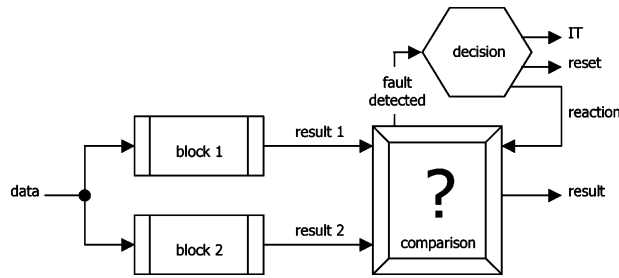 IT
decision
reset
fault
detected
reaction
result 1
block 1
data
?
result
result 2
comparison
block 2